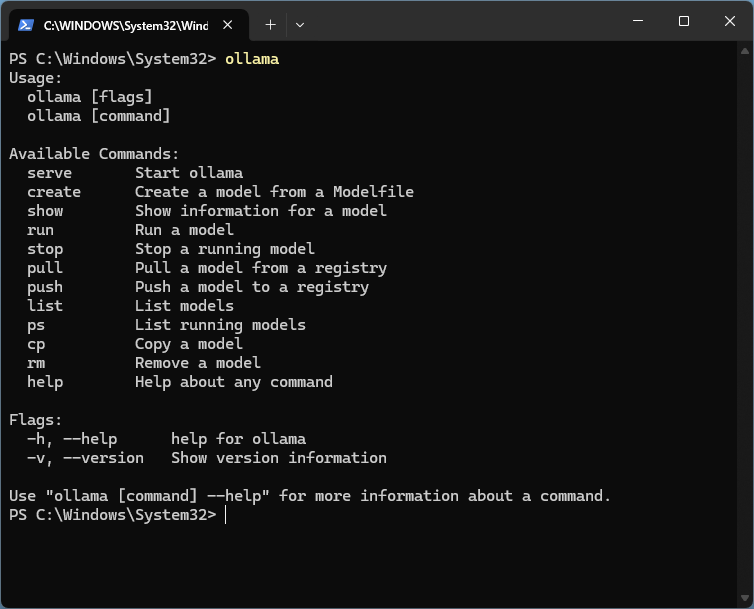 C:\WINDOWS\System32\Wind
PS C:\Windows\System32> ollama
Usage:
  ollama [flags]
  ollama [command]

Available Commands:
  serve       Start ollama
  create      Create a model from a Modelfile
  show        Show information for a model
  run         Run a model
  stop        Stop a running model
  pull        Pull a model from a registry
  push        Push a model to a registry
  list        List models
  ps          List running models
  cp          Copy a model
  rm          Remove a model
  help        Help about any command

Flags:
  -h, --help      help for ollama
  -v, --version   Show version information

Use "ollama [command] --help" for more information about a command.
PS C:\Windows\System32>